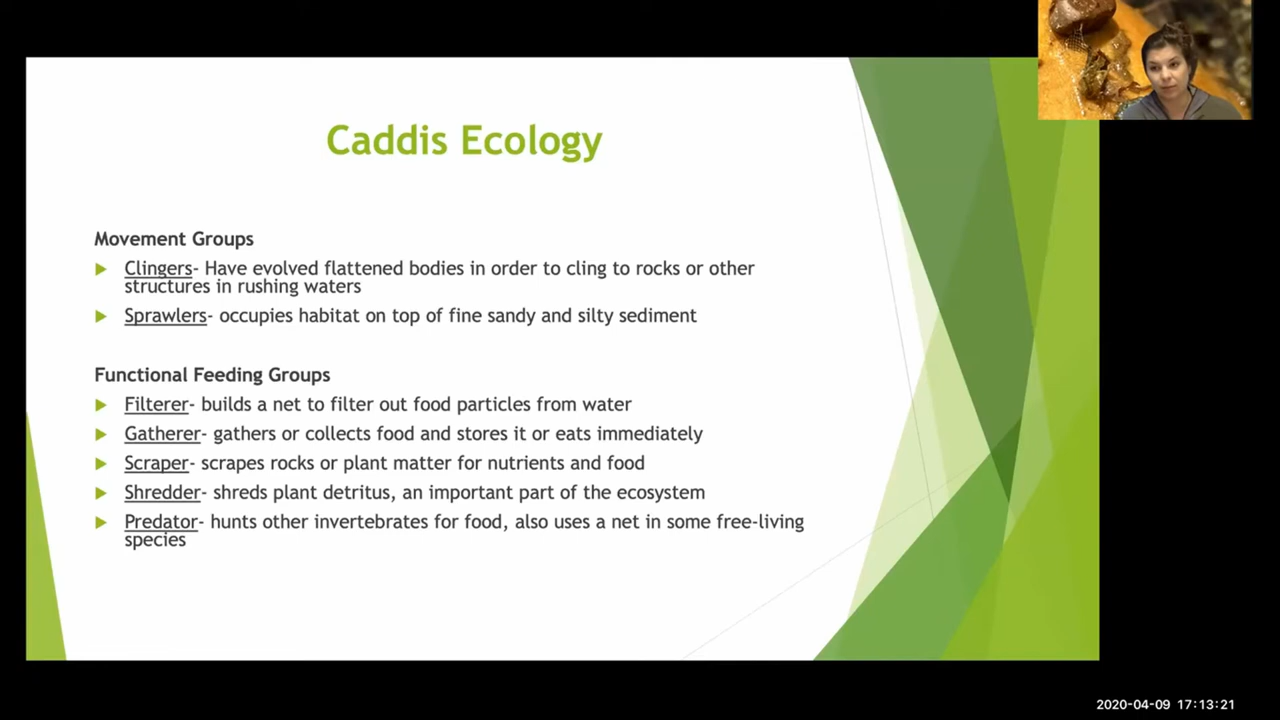 Caddis Ecology
Movement Groups
Clingers- Have evolved flattened bodies in order to cling to rocks or other
structures in rushing waters
Sprawlers- occupies habitat on top of fine sandy and silty sediment
Functional Feeding Groups
Filterer- builds a net to filter out food particles from water
Gatherer- gathers or collects food and stores it or eats immediately
Scraper- scrapes rocks or plant matter for nutrients and food
Shredder- shreds plant detritus, an important part of the ecosystem
Predator- hunts other invertebrates for food, also uses a net in some free-living
species
2020-04-09 17:13:21